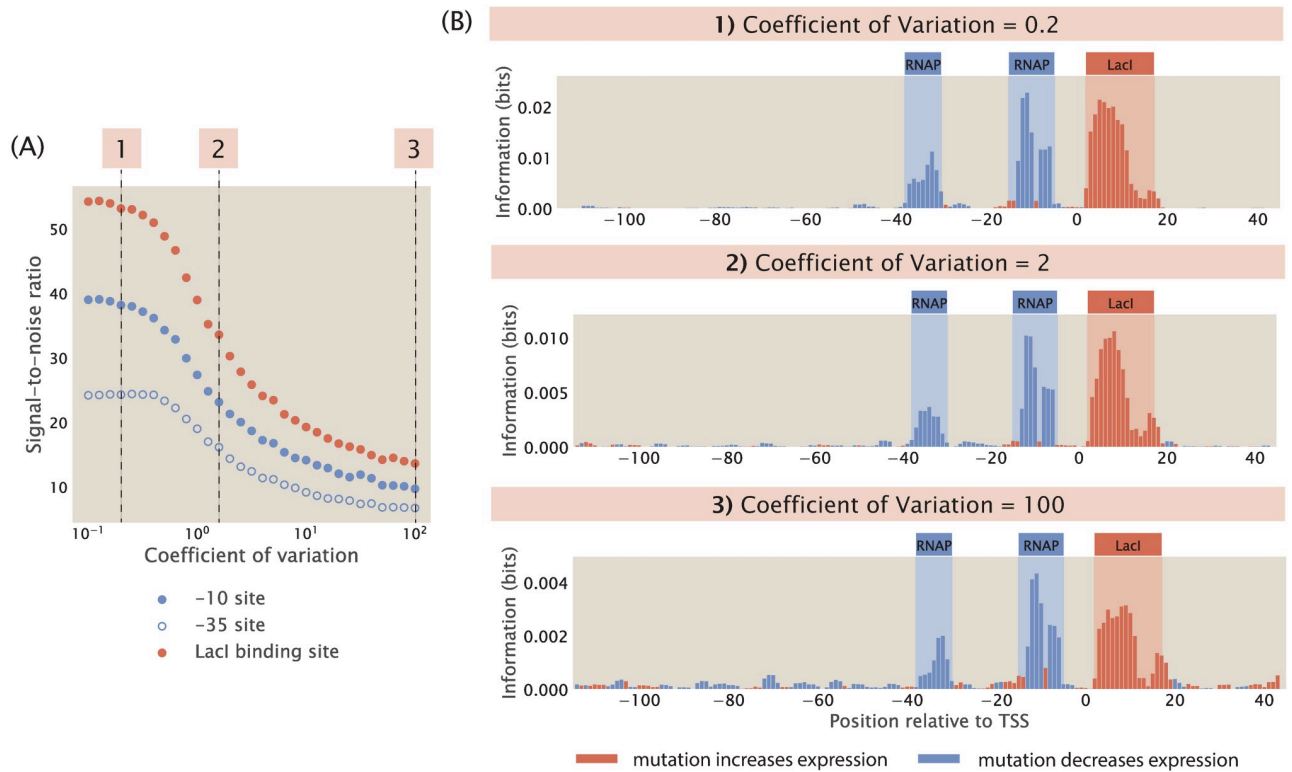 (A)
1 2 3
Signal-to-noise ratio
50
40
30
20
10
10⁻¹ 10⁰ 10¹ 10²
Coefficient of variation
-10 site
-35 site
LacI binding site
(B)
1) Coefficient of Variation = 0.2
RNAP RNAP LacI
Information (bits)
0.02
0.01
0.00
−100 −80 −60 −40 −20 0 20 40
2) Coefficient of Variation = 2
RNAP RNAP LacI
Information (bits)
0.010
0.005
0.000
−100 −80 −60 −40 −20 0 20 40
3) Coefficient of Variation = 100
RNAP RNAP LacI
Information (bits)
0.004
0.002
0.000
−100 −80 −60 −40 −20 0 20 40
Position relative to TSS
mutation increases expression mutation decreases expression